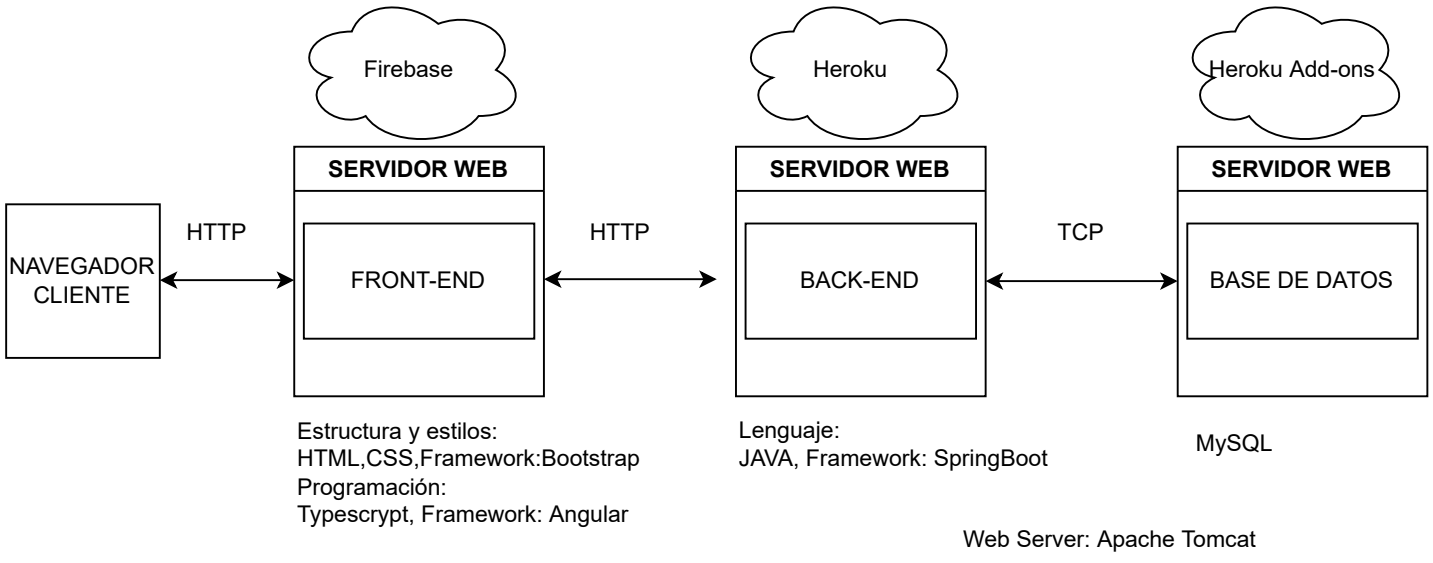 Firebase
Heroku
Heroku Add-ons
SERVIDOR WEB
SERVIDOR WEB
SERVIDOR WEB
HTTP
HTTP
TCP
NAVEGADOR
CLIENTE
FRONT-END
BACK-END
BASE DE DATOS
Estructura y estilos:
HTML,CSS,Framework:Bootstrap
Programación:
Typescrypt, Framework: Angular
Lenguaje:
JAVA, Framework: SpringBoot
MySQL
Web Server: Apache Tomcat